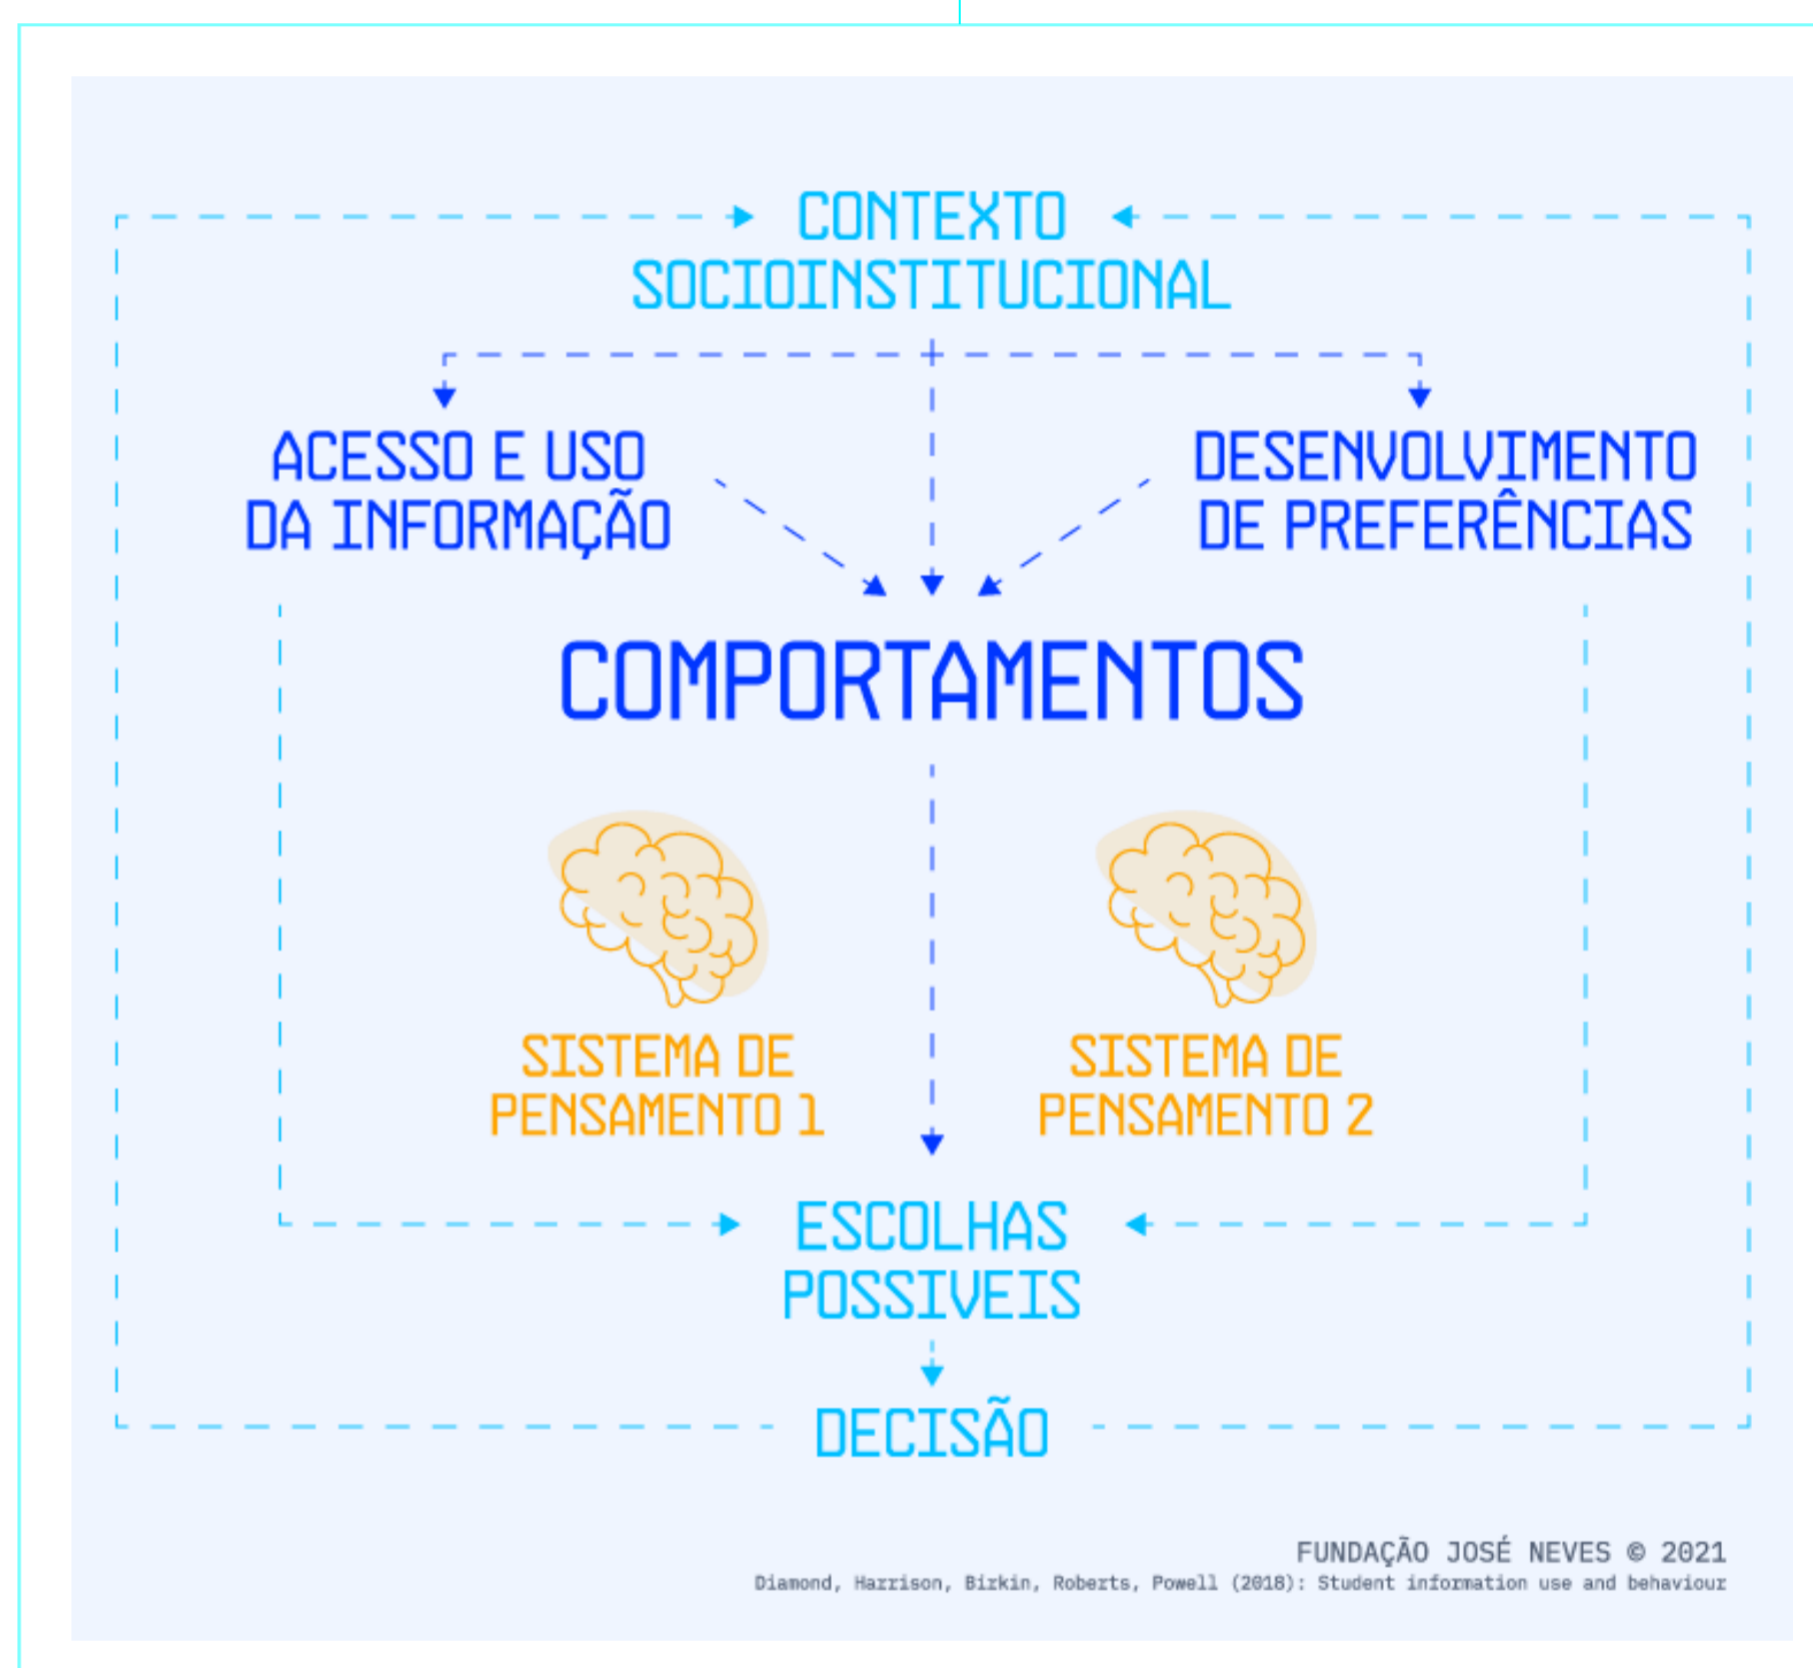 CONTEXTO
SOCIOINSTITUCIONAL
ACESSO E USO
DA INFORMAÇÃO
DESENVOLVIMENTO
DE PREFERÊNCIAS
COMPORTAMENTOS
SISTEMA DE
PENSAMENTO 1
SISTEMA DE
PENSAMENTO 2
ESCOLHAS
POSSIVEIS
DECISÃO
FUNDAÇÃO JOSÉ NEVES © 2021
Diamond, Harrison, Birkin, Roberts, Powell (2018): Student information use and behaviour